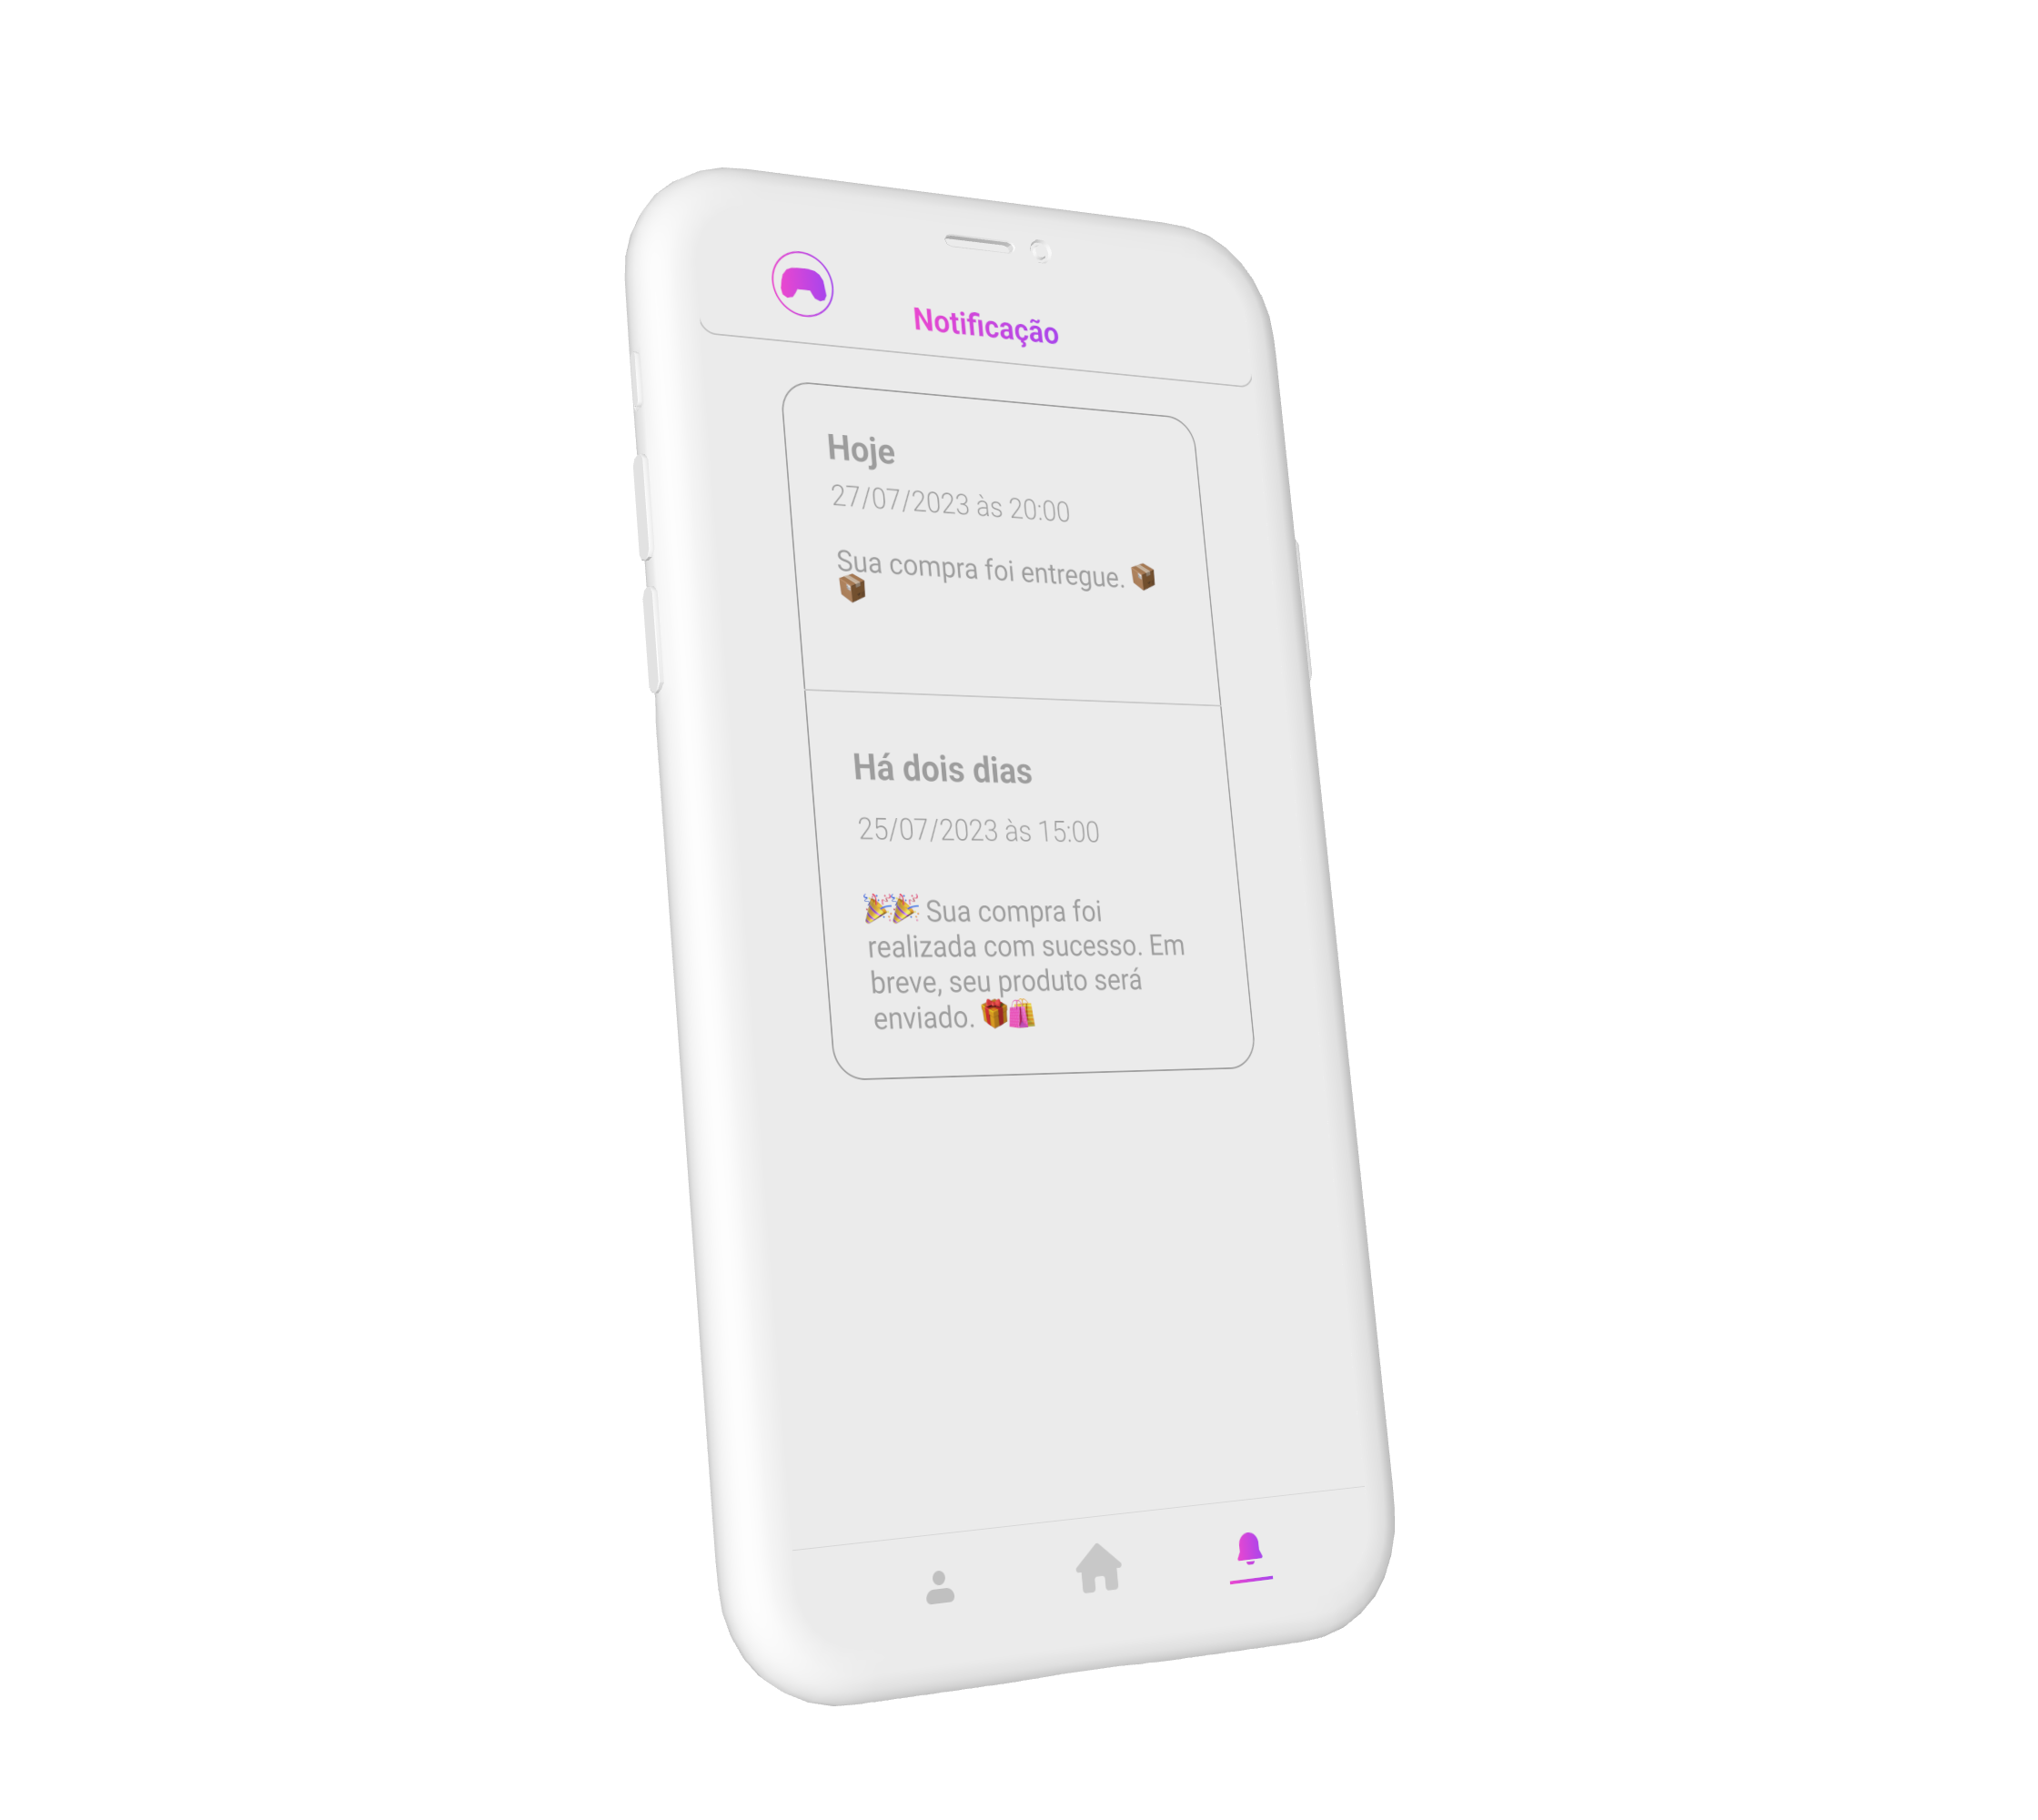 Notificação
Hoje
27/07/2023 às 20:00
Sua compra foi entregue. 📦
📦
Há dois dias
25/07/2023 às 15:00
🎉🎉 Sua compra foi
realizada com sucesso. Em
breve, seu produto será
enviado. 🎁🛍️